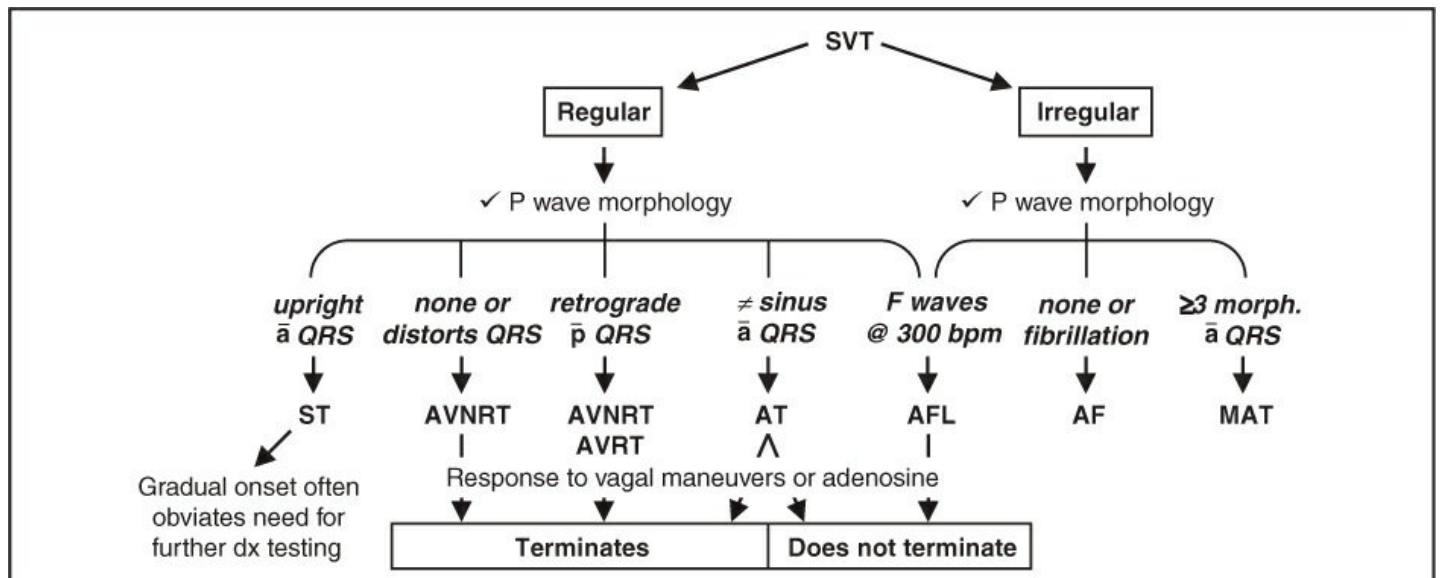 SVT
Regular
Irregular
✓ P wave morphology
✓ P wave morphology
upright
ā QRS
none or
distorts QRS
retrograde
p̄ QRS
≠ sinus
ā QRS
F waves
@ 300 bpm
none or
fibrillation
≥3 morph.
ā QRS
ST
AVNRT
AVNRT
AVRT
AT
AFL
AF
MAT
Gradual onset often
obviates need for
further dx testing
Response to vagal maneuvers or adenosine
Terminates
Does not terminate